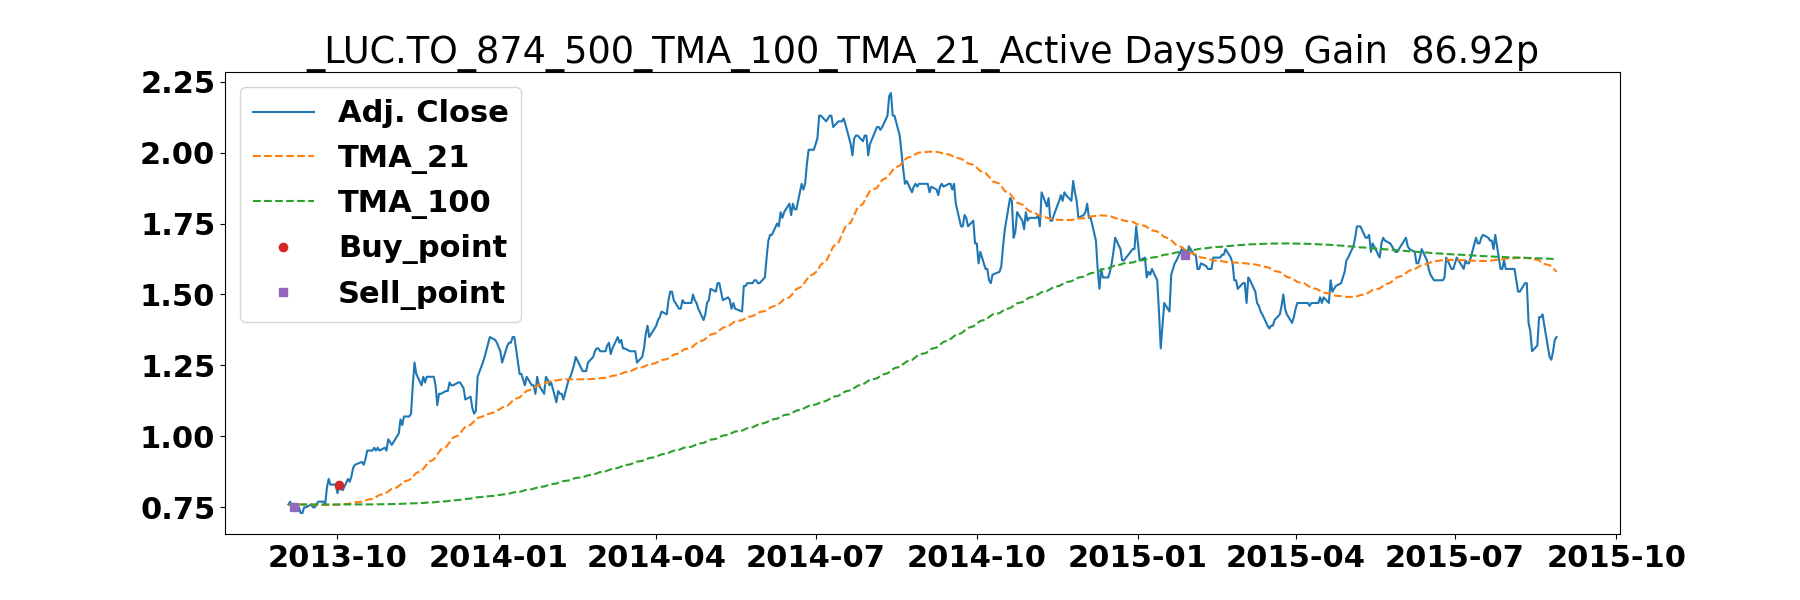 _LUC.TO_874_500_TMA_100_TMA_21_Active Days509_Gain  86.92p
2.25
2.00
1.75
1.50
1.25
1.00
0.75
Adj. Close
TMA_21
TMA_100
Buy_point
Sell_point
2013-10 2014-01 2014-04 2014-07 2014-10 2015-01 2015-04 2015-07 2015-10